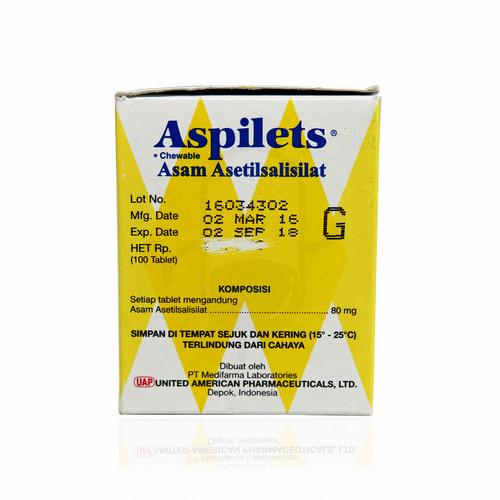 Aspilets®
* Chewable
Asam Asetilsalisilat
Lot No. 16034302
Mfg. Date 02 MAR 16
Exp. Date 02 SEP 18
G
HET Rp.
(100 Tablet)
KOMPOSISI
Setiap tablet mengandung
Asam Asetilsalisilat ........................ 80 mg
SIMPAN DI TEMPAT SEJUK DAN KERING (15° - 25°C)
TERLINDUNG DARI CAHAYA
Dibuat oleh
PT Medifarma Laboratories
UAP UNITED AMERICAN PHARMACEUTICALS, LTD.
Depok, Indonesia